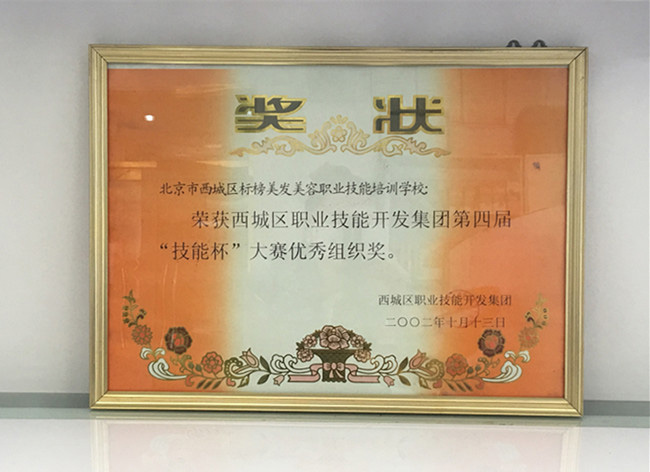 奖 状
北京市西城区标榜美发美容职业技能培训学校:
荣获西城区职业技能开发集团第四届
“技能杯”大赛优秀组织奖。
西城区职业技能开发集团
二〇〇二年十月十三日